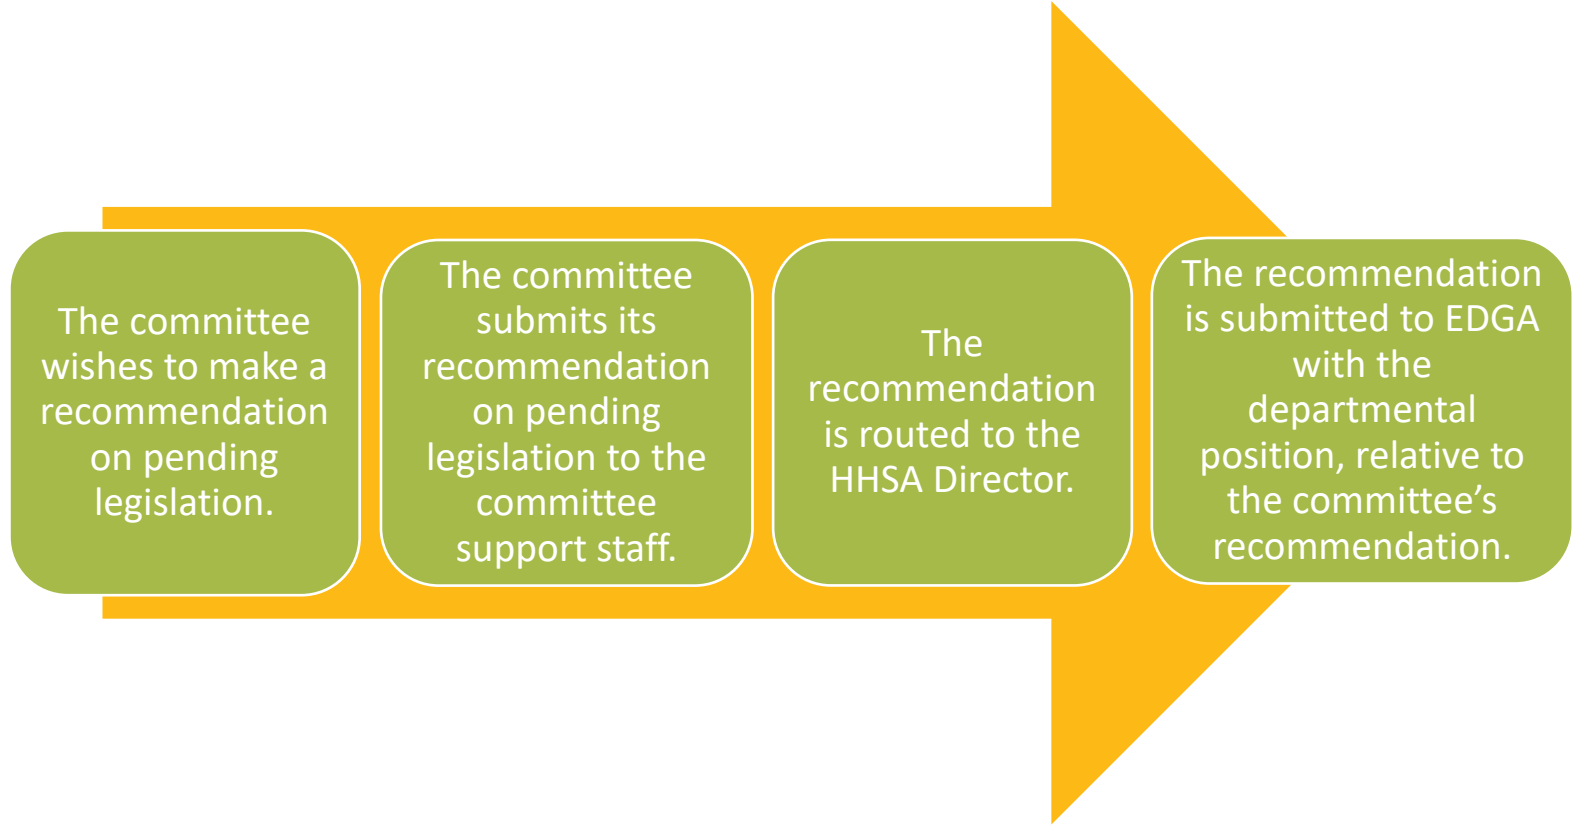 The committee
wishes to make a
recommendation
on pending
legislation.
The committee
submits its
recommendation
on pending
legislation to the
committee
support staff.
The
recommendation
is routed to the
HHSA Director.
The recommendation
is submitted to EDGA
with the
departmental
position, relative to
the committee’s
recommendation.